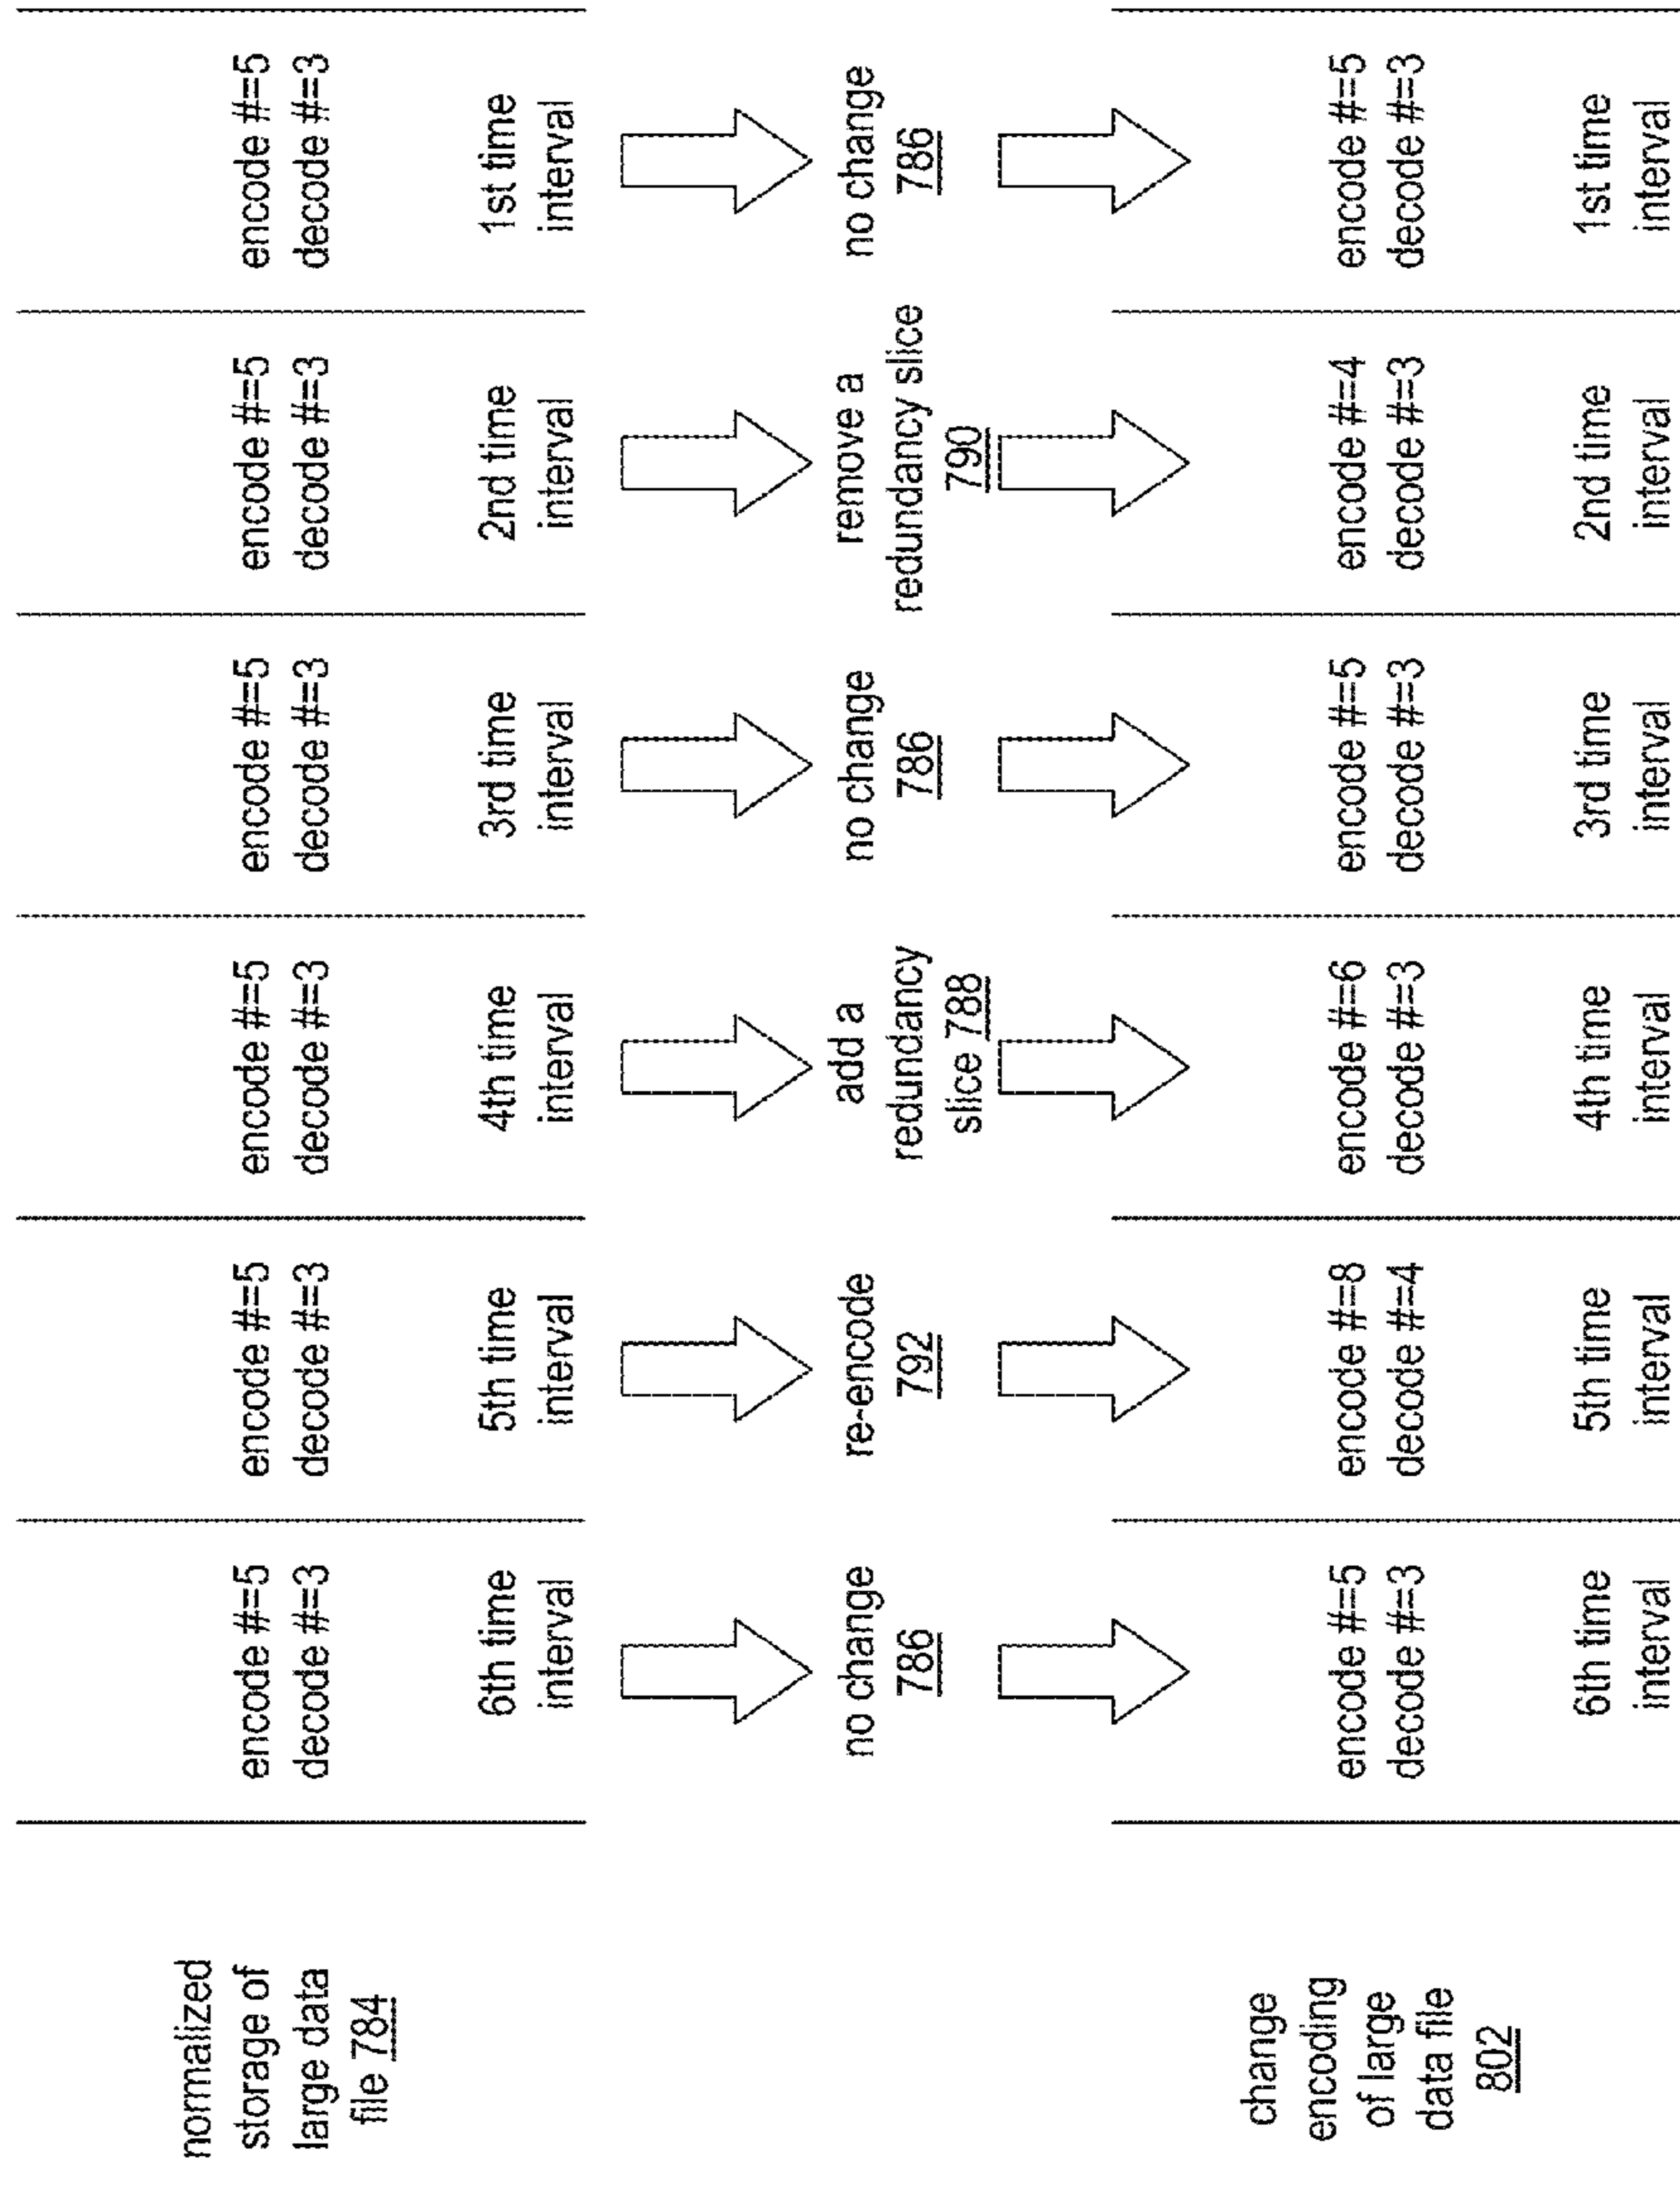 normalized
storage of
large data
file 784
encode #=5
decode #=3
6th time
interval
encode #=5
decode #=3
5th time
interval
encode #=5
decode #=3
4th time
interval
encode #=5
decode #=3
3rd time
interval
encode #=5
decode #=3
2nd time
interval
encode #=5
decode #=3
1st time
interval
no change
786
re-encode
792
add a
redundancy
slice 788
no change
786
remove a
redundancy slice
790
no change
786
change
encoding
of large
data file
802
encode #=5
decode #=3
6th time
interval
encode #=8
decode #=4
5th time
interval
encode #=6
decode #=3
4th time
interval
encode #=5
decode #=3
3rd time
interval
encode #=4
decode #=3
2nd time
interval
encode #=5
decode #=3
1st time
interval